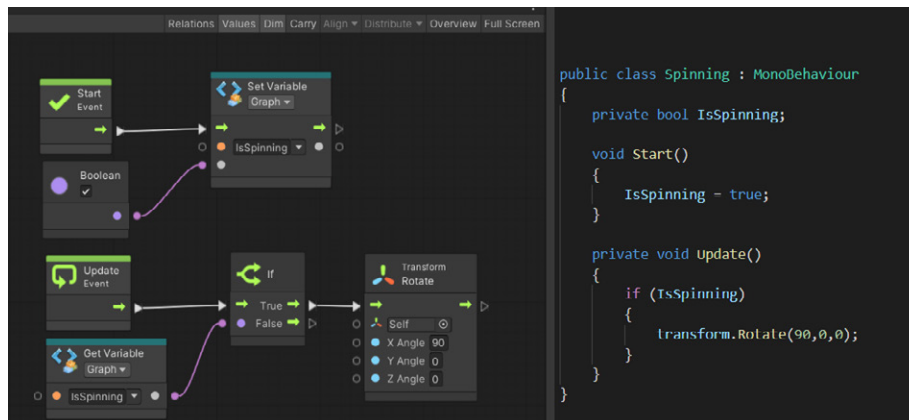 Relations Values Dim Carry Align Distribute Overview Full Screen
Start
Event
Set Variable
Graph
IsSpinning
Boolean
Update
Event
If
True
False
Transform
Rotate
Self
X Angle 90
Y Angle 0
Z Angle 0
Get Variable
Graph
IsSpinning
public class Spinning : MonoBehaviour
{
private bool IsSpinning;
void Start()
{
IsSpinning = true;
}
private void Update()
{
if (IsSpinning)
{
transform.Rotate(90,0,0);
}
}
}